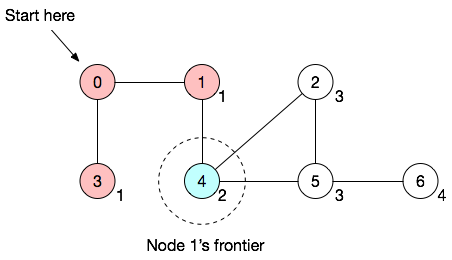 Start here
0 1 2
1 3
3 4 5 6
1 2 3 4
Node 1's frontier